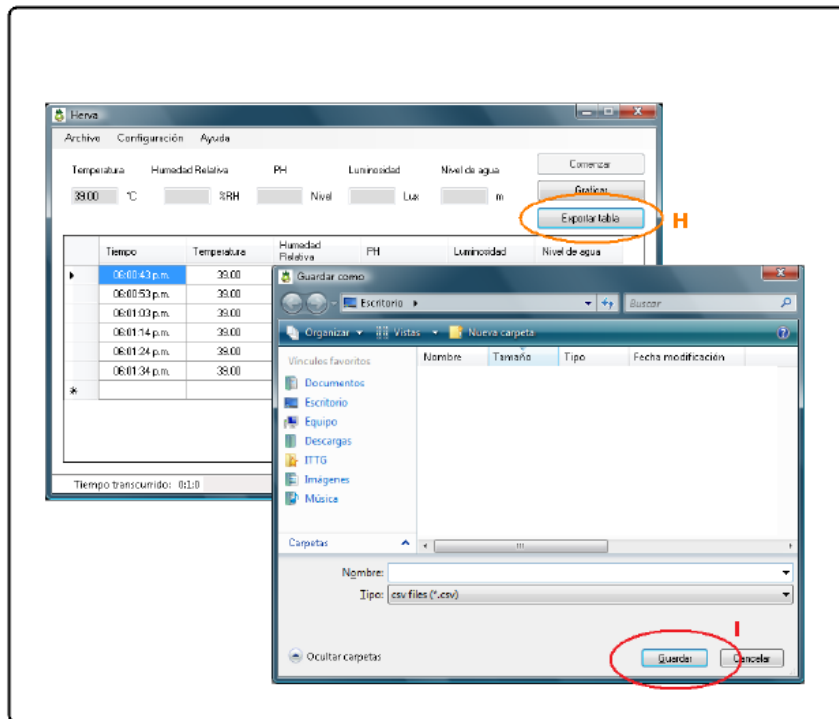 Herva
Archivo Configuración Ayuda
Temperatura Humedad Relativa PH Luminosidad Nivel de agua Comenzar
39.00 °C %RH Nivel Lux m Graficar
Exportar tabla H
Tiempo Temperatura Humedad Relativa PH Luminosidad Nivel de agua
06:00:43 p.m. 39.00
06:00:53 p.m. 39.00
06:01:03 p.m. 39.00
06:01:14 p.m. 39.00
06:01:24 p.m. 39.00
06:01:34 p.m. 39.00
Tiempo transcurrido: 0:1:0
Guardar como
Escritorio Buscar
Organizar Vistas Nueva carpeta
Vínculos favoritos Nombre Tamaño Tipo Fecha modificación
Documentos
Escritorio
Equipo
Descargas
ITTG
Imágenes
Música
Carpetas
Nombre:
Tipo: csv files (*.csv)
I
Ocultar carpetas Guardar Cancelar